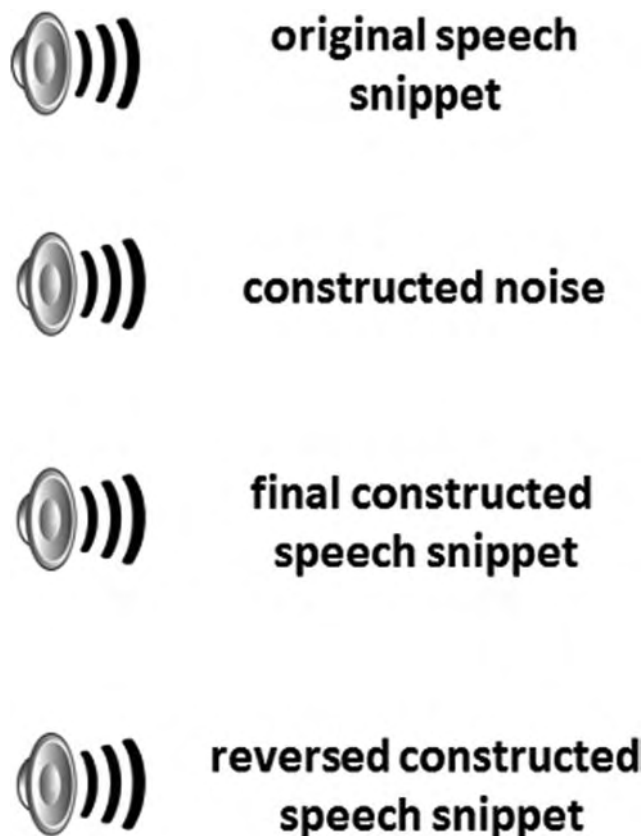 original speech
snippet
constructed noise
final constructed
speech snippet
reversed constructed
speech snippet